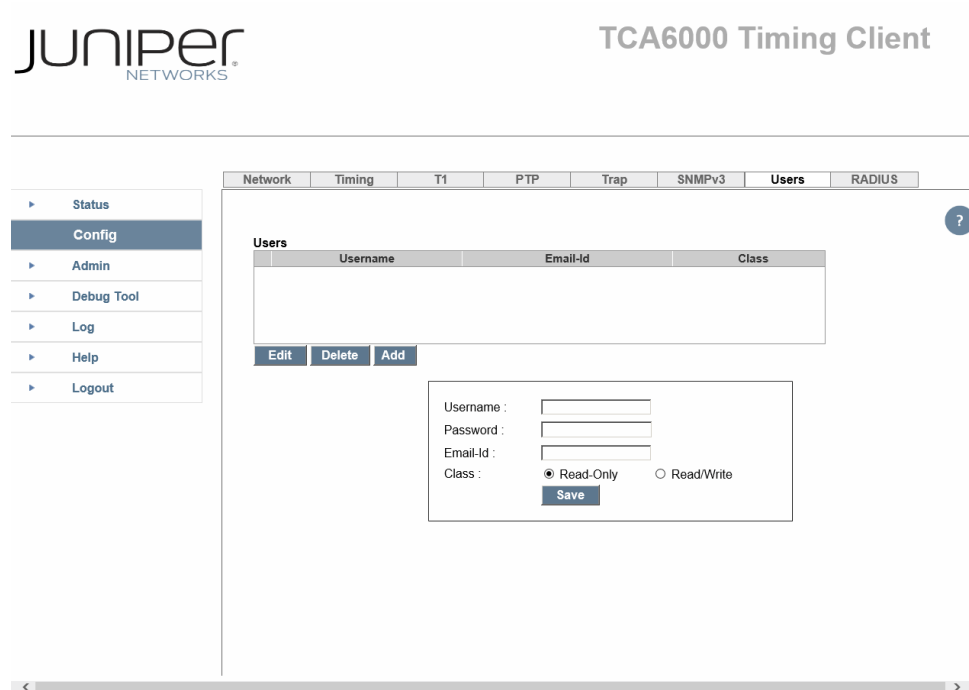 JUNIPER
NETWORKS
TCA6000 Timing Client
Network Timing T1 PTP Trap SNMPv3 Users RADIUS
Status
Config
Admin
Debug Tool
Log
Help
Logout
?
Users
Username Email-Id Class
Edit Delete Add
Username :
Password :
Email-Id :
Class : Read-Only Read/Write
Save